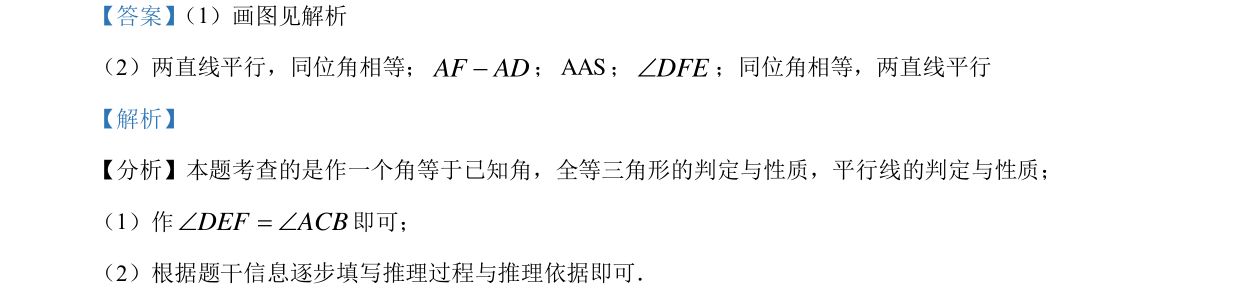 【答案】（1）画图见解析
（2）两直线平行，同位角相等；AF − AD；AAS；∠DFE；同位角相等，两直线平行
【解析】
【分析】本题考查的是作一个角等于已知角，全等三角形的判定与性质，平行线的判定与性质；
（1）作∠DEF = ∠ACB即可；
（2）根据题干信息逐步填写推理过程与推理依据即可．